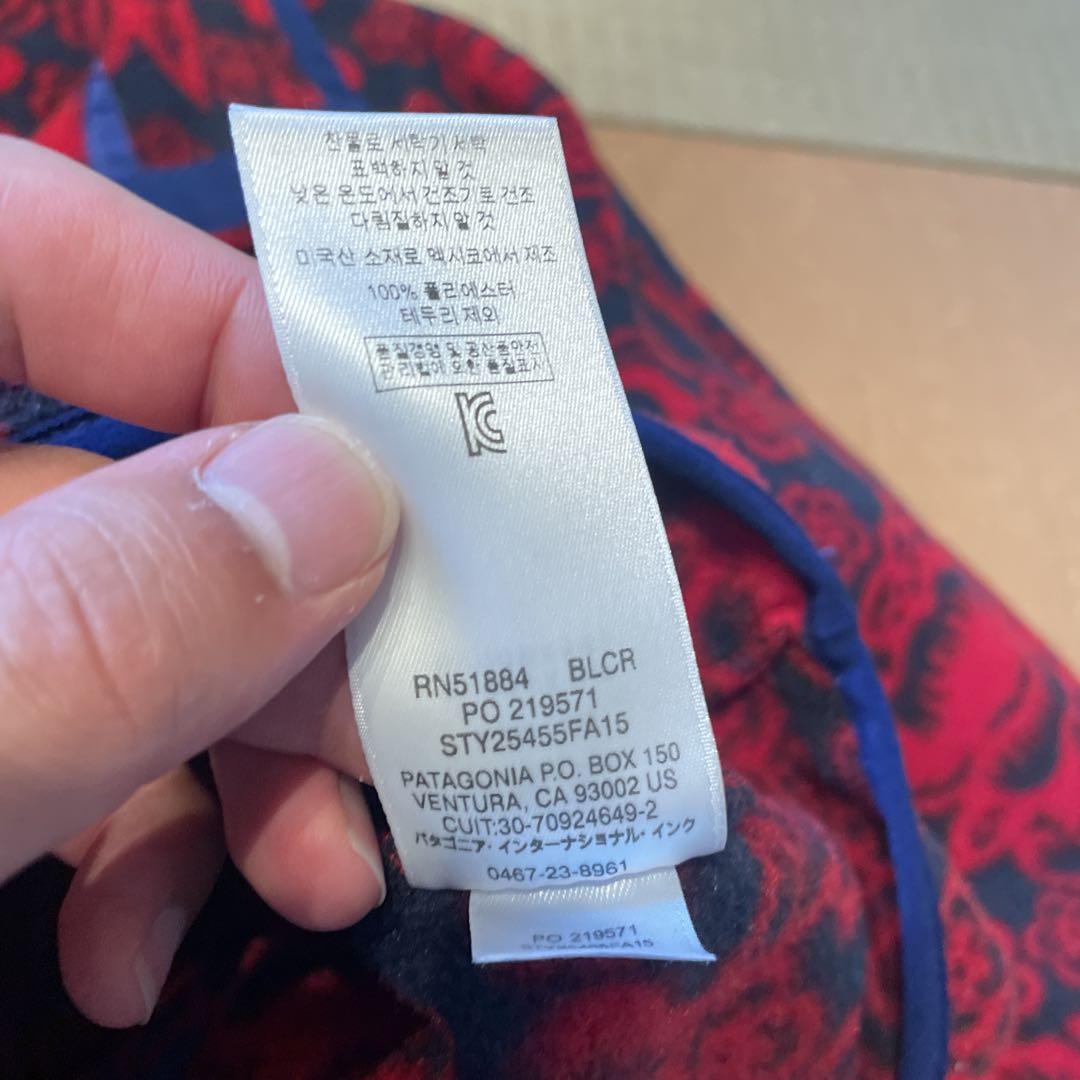 찬물로 세탁기 세탁
표백하지 말 것
낮은 온도에서 건조기로 건조
다림질하지 말 것
미국산 소재로 멕시코에서 제조
100% 폴리에스터
테두리 제외
품질경영 및 공산품안전
관리법에 의한 품질표시
KC
RN51884 BLCR
PO 219571
STY25455FA15
PATAGONIA P.O. BOX 150
VENTURA, CA 93002 US
CUIT:30-70924649-2
パタゴニア・インターナショナル・インク
0467-23-8961
PO 219571
STY25455FA15